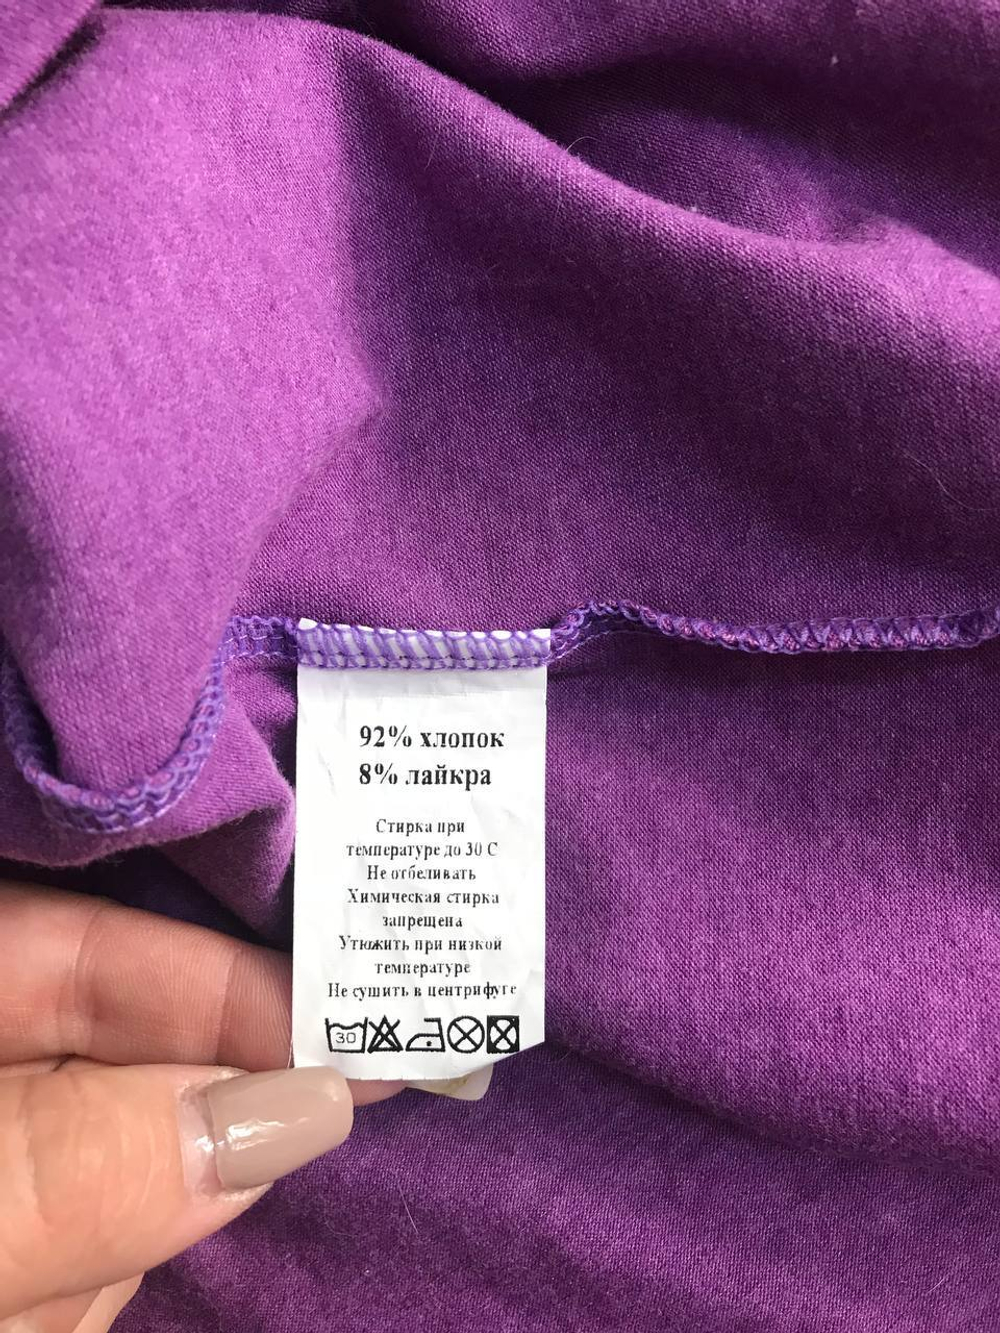 92% хлопок
8% лайкра
Стирка при
температуре до 30 С
Не отбеливать
Химическая стирка
запрещена
Утюжить при низкой
температуре
Не сушить в центрифуге
30